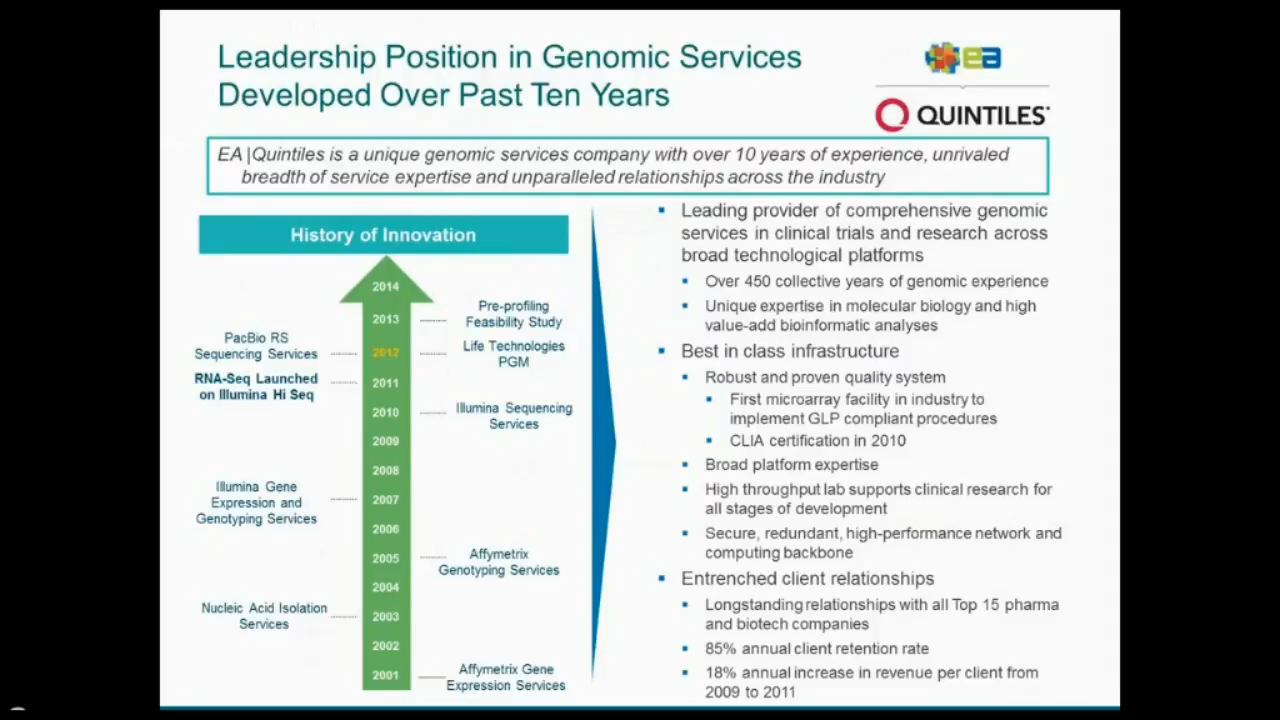 Leadership Position in Genomic Services
Developed Over Past Ten Years
ea
QUINTILES
EA |Quintiles is a unique genomic services company with over 10 years of experience, unrivaled
breadth of service expertise and unparalleled relationships across the industry
History of Innovation
2014
2013
Pre-profiling
Feasibility Study
PacBio RS
Sequencing Services
2012
Life Technologies
PGM
RNA-Seq Launched
on Illumina Hi Seq
2011
2010
Illumina Sequencing
Services
2009
2008
Illumina Gene
Expression and
Genotyping Services
2007
2006
2005
Affymetrix
Genotyping Services
2004
Nucleic Acid Isolation
Services
2003
2002
2001
Affymetrix Gene
Expression Services
Leading provider of comprehensive genomic
services in clinical trials and research across
broad technological platforms
Over 450 collective years of genomic experience
Unique expertise in molecular biology and high
value-add bioinformatic analyses
Best in class infrastructure
Robust and proven quality system
First microarray facility in industry to
implement GLP compliant procedures
CLIA certification in 2010
Broad platform expertise
High throughput lab supports clinical research for
all stages of development
Secure, redundant, high-performance network and
computing backbone
Entrenched client relationships
Longstanding relationships with all Top 15 pharma
and biotech companies
85% annual client retention rate
18% annual increase in revenue per client from
2009 to 2011